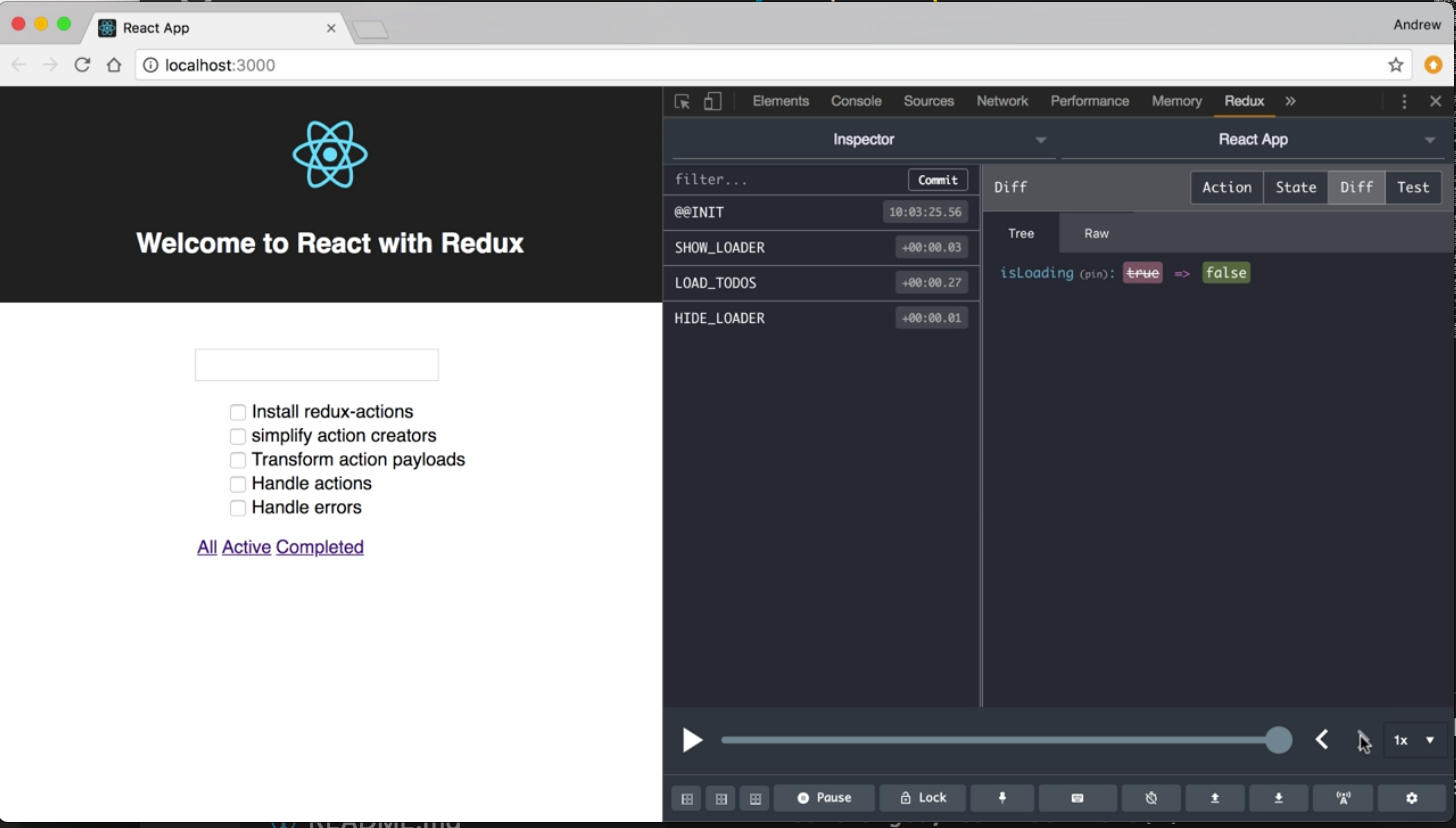 React App
Andrew
localhost:3000
Elements Console Sources Network Performance Memory Redux
Inspector
React App
filter...
Commit
Diff
Action State Diff Test
@@INIT 10:03:25.56
Tree Raw
SHOW_LOADER +00:00.03
isLoading (pin): true => false
LOAD_TODOS +00:00.27
HIDE_LOADER +00:00.01
Welcome to React with Redux
Install redux-actions
simplify action creators
Transform action payloads
Handle actions
Handle errors
All Active Completed
1x
Pause
Lock
README.md